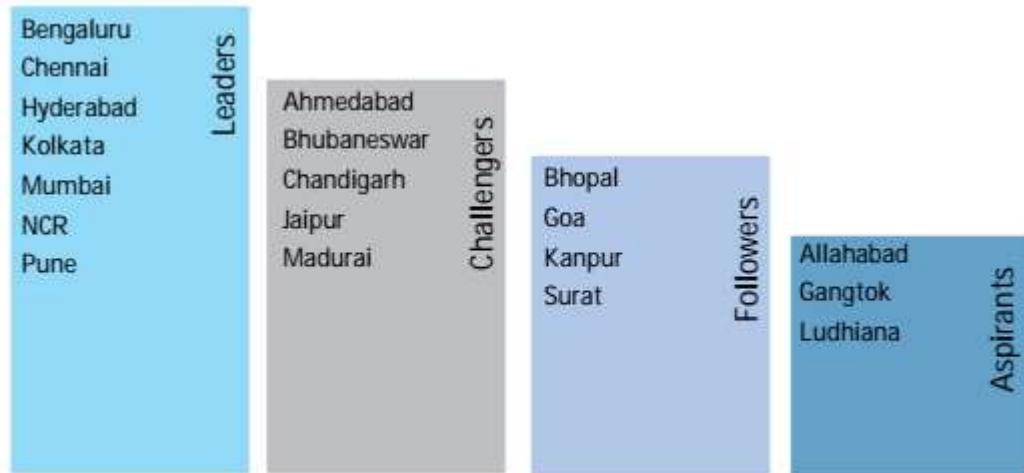 Bengaluru
Chennai
Hyderabad
Kolkata
Mumbai
NCR
Pune
Leaders
Ahmedabad
Bhubaneswar
Chandigarh
Jaipur
Madurai
Challengers
Bhopal
Goa
Kanpur
Surat
Followers
Allahabad
Gangtok
Ludhiana
Aspirants